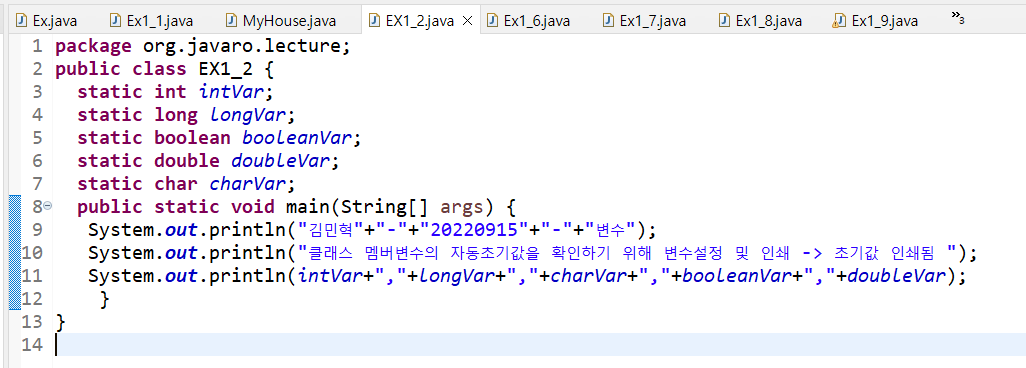 Ex.java Ex1_1.java MyHouse.java EX1_2.java Ex1_6.java Ex1_7.java Ex1_8.java Ex1_9.java »3
1 package org.javaro.lecture;
2 public class EX1_2 {
3 static int intVar;
4 static long longVar;
5 static boolean booleanVar;
6 static double doubleVar;
7 static char charVar;
8 public static void main(String[] args) {
9 System.out.println("김민혁"+"-"+"20220915"+"-"+"변수");
10 System.out.println("클래스 멤버변수의 자동초기값을 확인하기 위해 변수설정 및 인쇄 -> 초기값 인쇄됨 ");
11 System.out.println(intVar+","+longVar+","+charVar+","+booleanVar+","+doubleVar);
12 }
13 }
14